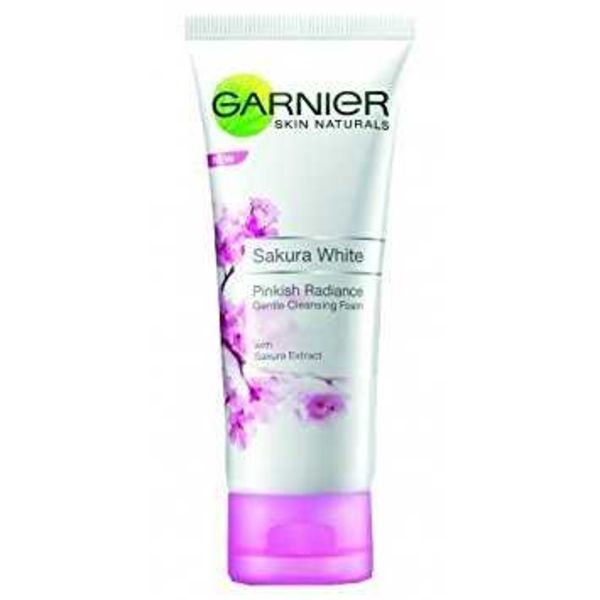 GARNIER
SKIN NATURALS
NEW
Sakura White
Pinkish Radiance
Gentle Cleansing Foam
with
Sakura Extract